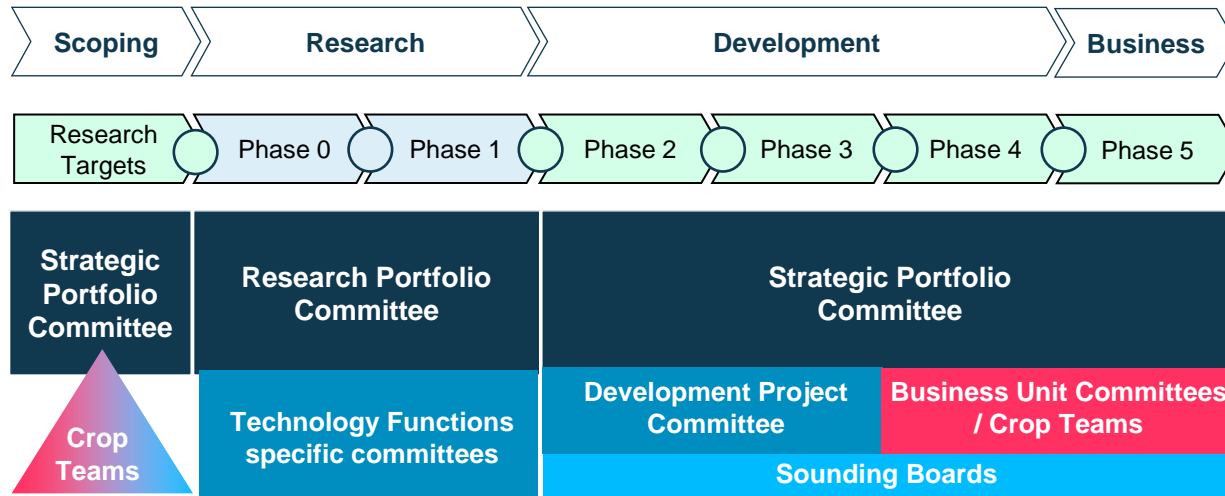 Scoping
Research
Development
Business
Research
Targets
Phase 0
Phase 1
Phase 2
Phase 3
Phase 4
Phase 5
Strategic
Portfolio
Committee
Research Portfolio
Committee
Strategic Portfolio
Committee
Crop
Teams
Technology Functions
specific committees
Development Project
Committee
Business Unit Committees
/ Crop Teams
Sounding Boards